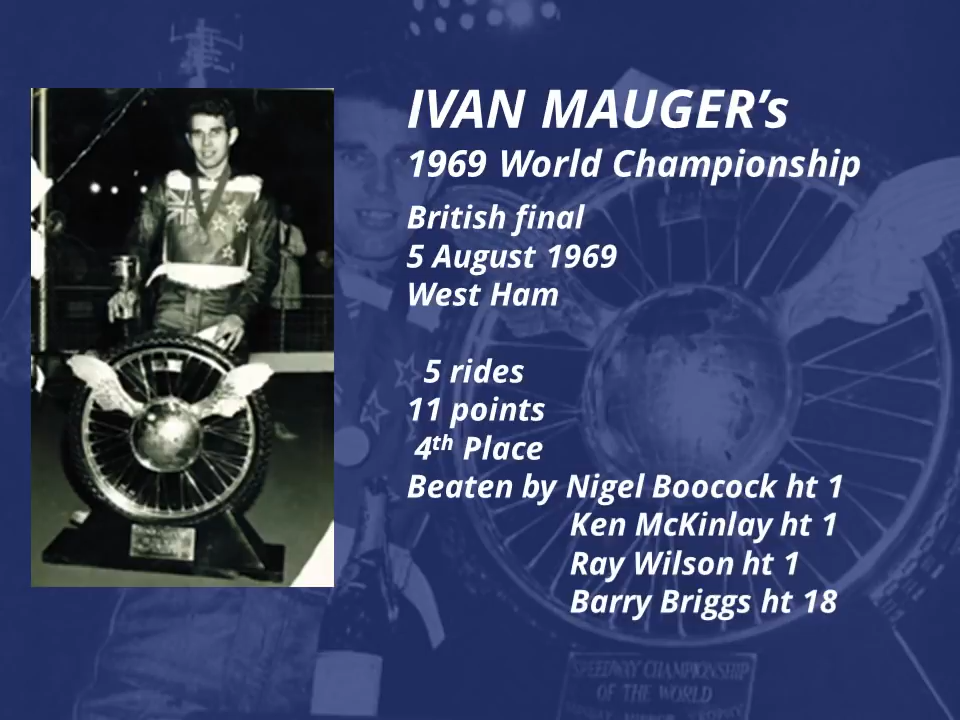 IVAN MAUGER's
1969 World Championship
British final
5 August 1969
West Ham
5 rides
11 points
4th Place
Beaten by Nigel Boocock ht 1
Ken McKinlay ht 1
Ray Wilson ht 1
Barry Briggs ht 18
SPEEDWAY CHAMPIONSHIP
OF THE WORLD